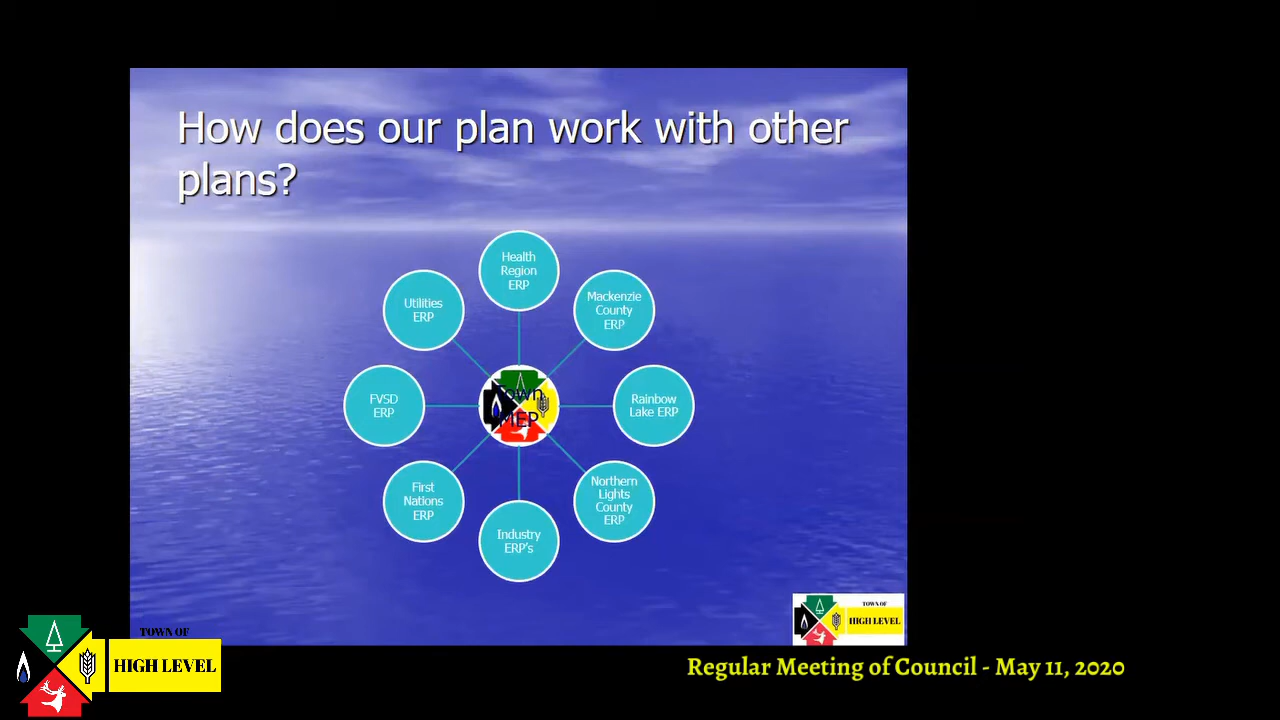 How does our plan work with other
plans?
Health
Region
ERP
Mackenzie
County
ERP
Rainbow
Lake ERP
Northern
Lights
County
ERP
Industry
ERP's
First
Nations
ERP
FVSD
ERP
Utilities
ERP
Town
MEP
TOWN OF
HIGH LEVEL
TOWN OF
HIGH LEVEL
Regular Meeting of Council - May 11, 2020